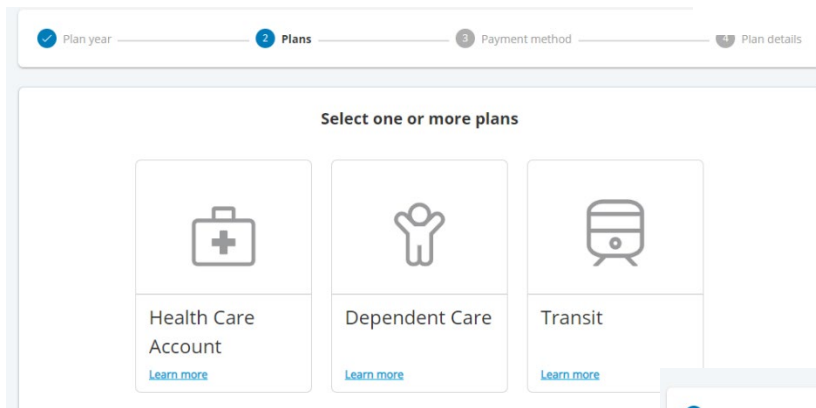 Plan year 2 Plans 3 Payment method 4 Plan details
Select one or more plans
Health Care
Account
Learn more
Dependent Care
Learn more
Transit
Learn more